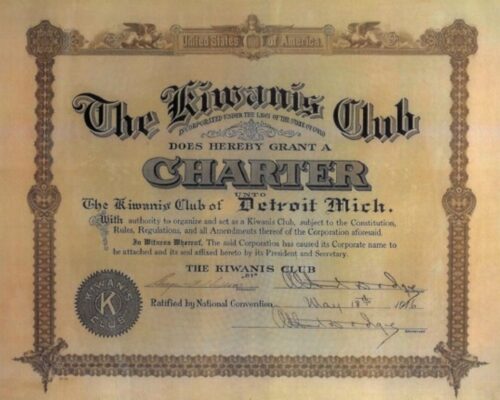 United States of America.
The Kiwanis Club
INCORPORATED UNDER THE LAWS OF THE STATE OF OHIO
DOES HEREBY GRANT A
CHARTER
UNTO
The Kiwanis Club of Detroit Mich.
With authority to organize and act as a Kiwanis Club, subject to the Constitution,
Rules, Regulations, and all Amendments thereof of the Corporation aforesaid.
In Witness Whereof, The said Corporation has caused its Corporate name to
be attached and its seal affixed hereto by its President and Secretary.
THE KIWANIS CLUB
"BY"
Ratified by National Convention May 18th 1916
KIWANIS
K
CLUB